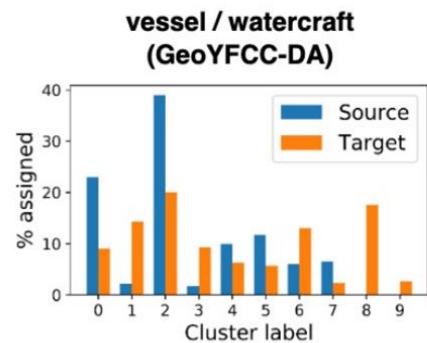 vessel / watercraft
(GeoYFCC-DA)
40
30
20
10
0
% assigned
Source
Target
0 1 2 3 4 5 6 7 8 9
Cluster label